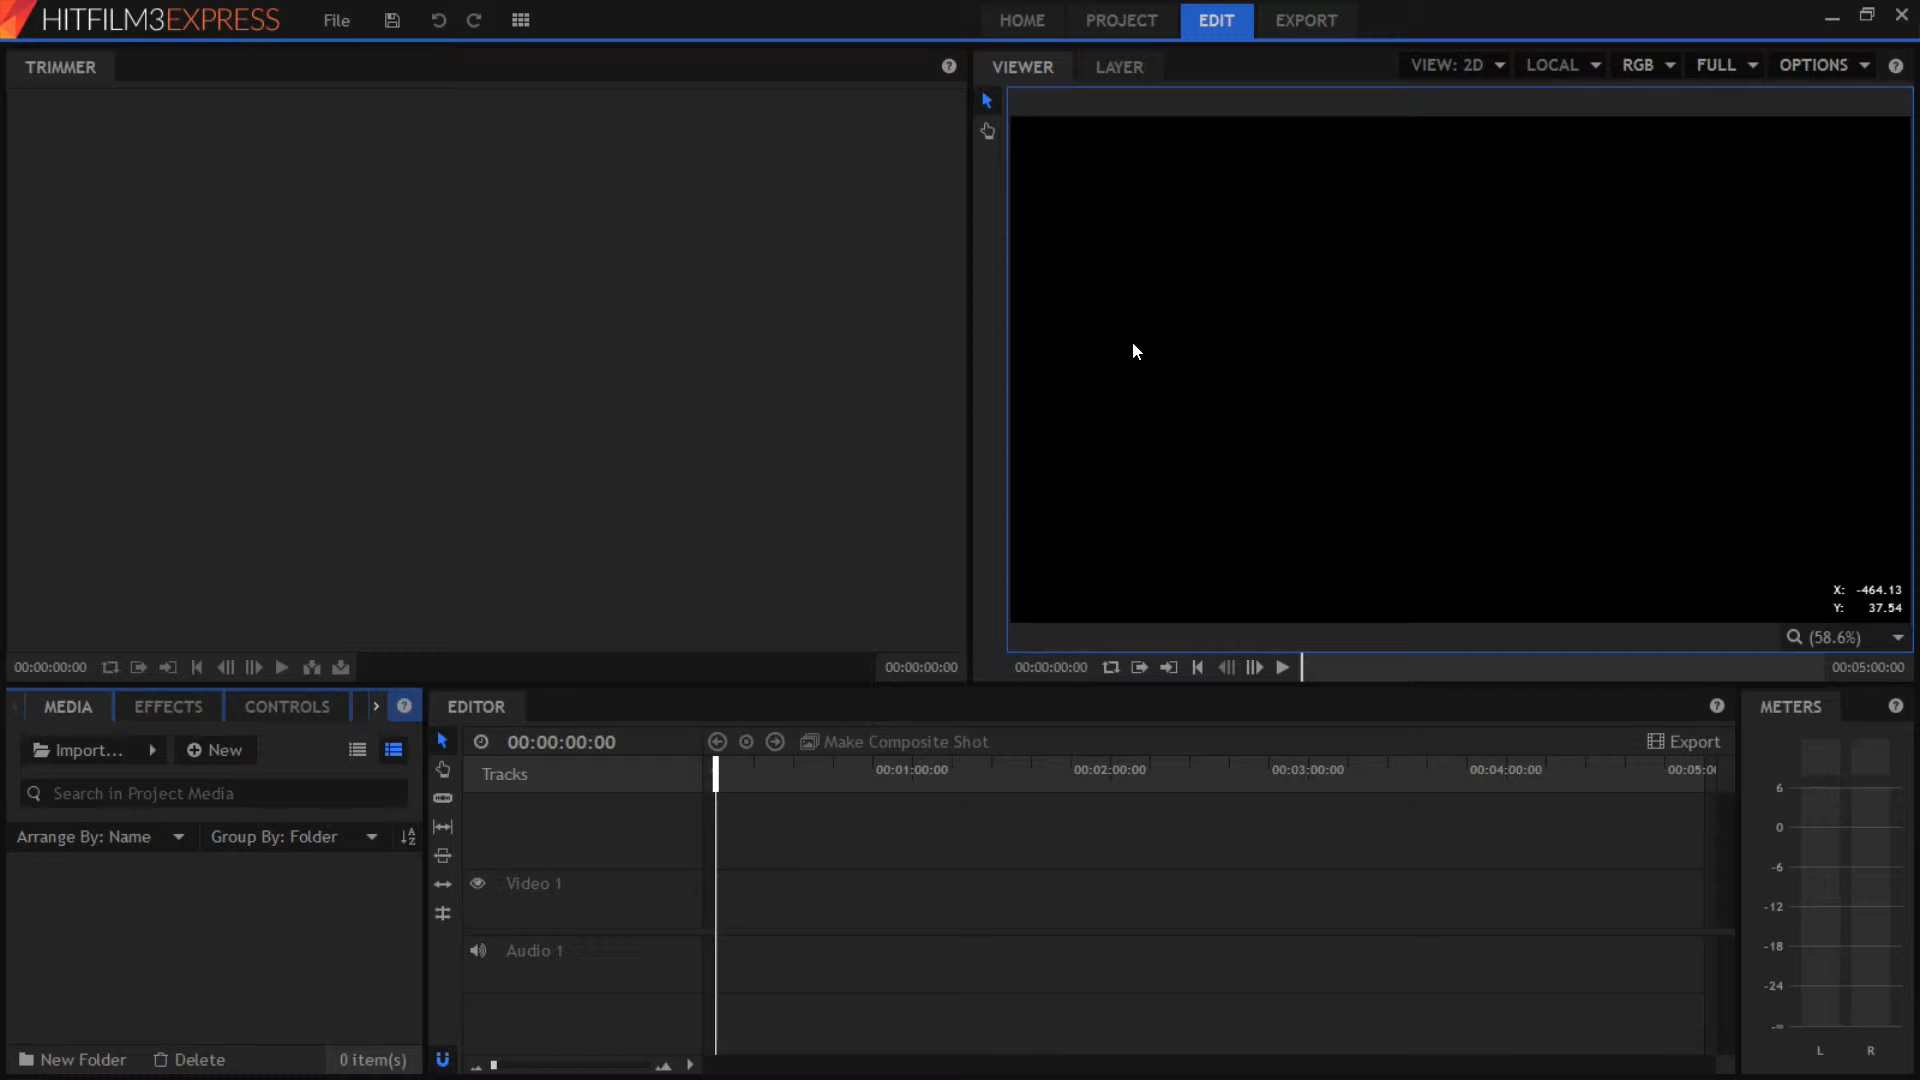 HITFILM3EXPRESS File HOME PROJECT EDIT EXPORT
TRIMMER
VIEWER LAYER VIEW: 2D LOCAL RGB FULL OPTIONS
X: -464.13
Y: 37.54
(58.6%)
00:00:00:00 00:00:00:00
00:00:00:00 00:05:00:00
MEDIA EFFECTS CONTROLS
Import... New
Search in Project Media
Arrange By: Name Group By: Folder
New Folder Delete 0 item(s)
EDITOR
00:00:00:00 Make Composite Shot Export
Tracks 00:01:00:00 00:02:00:00 00:03:00:00 00:04:00:00 00:05:0
Video 1
Audio 1
METERS
6
0
-6
-12
-18
-24
-∞
L R